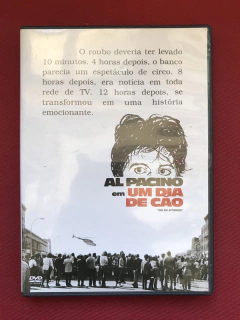 O roubo deveria ter levado
10 minutos. 4 horas depois, o banco
parecia um espetáculo de circo. 8
horas depois, era notícia em toda
rede de TV. 12 horas depois, se
transformou em uma história
emocionante.
AL PACINO
em UM DIA
DE CÃO
DVD